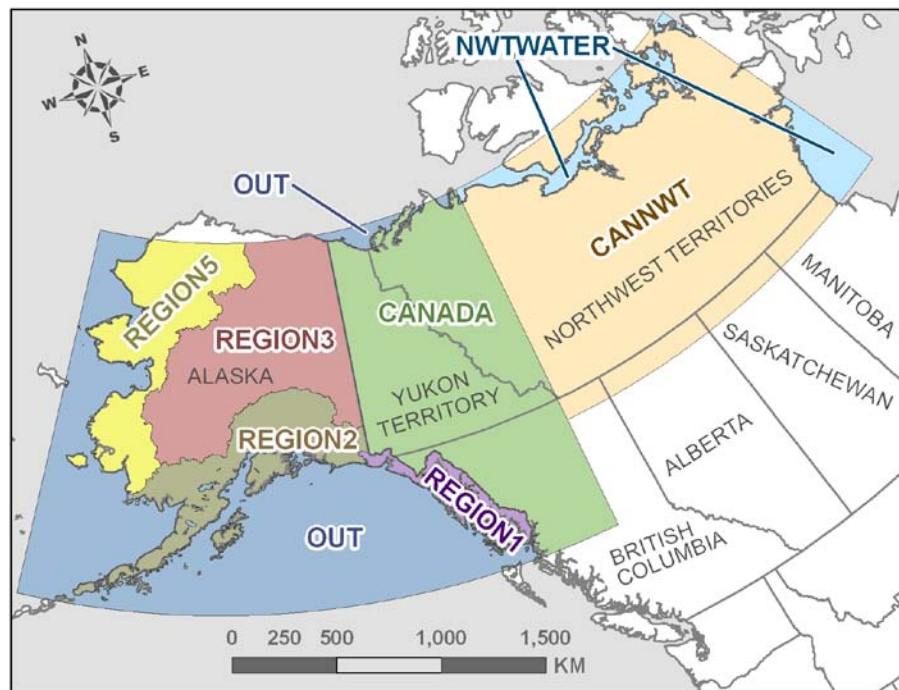 NWTWATER
N
E
W
S
OUT
CANNWT
NORTHWEST TERRITORIES
REGION5
CANADA
MANITOBA
REGION3
SASKATCHEWAN
ALASKA
YUKON
TERRITORY
REGION2
ALBERTA
REGION1
OUT
BRITISH
COLUMBIA
0 250 500 1,000 1,500
KM